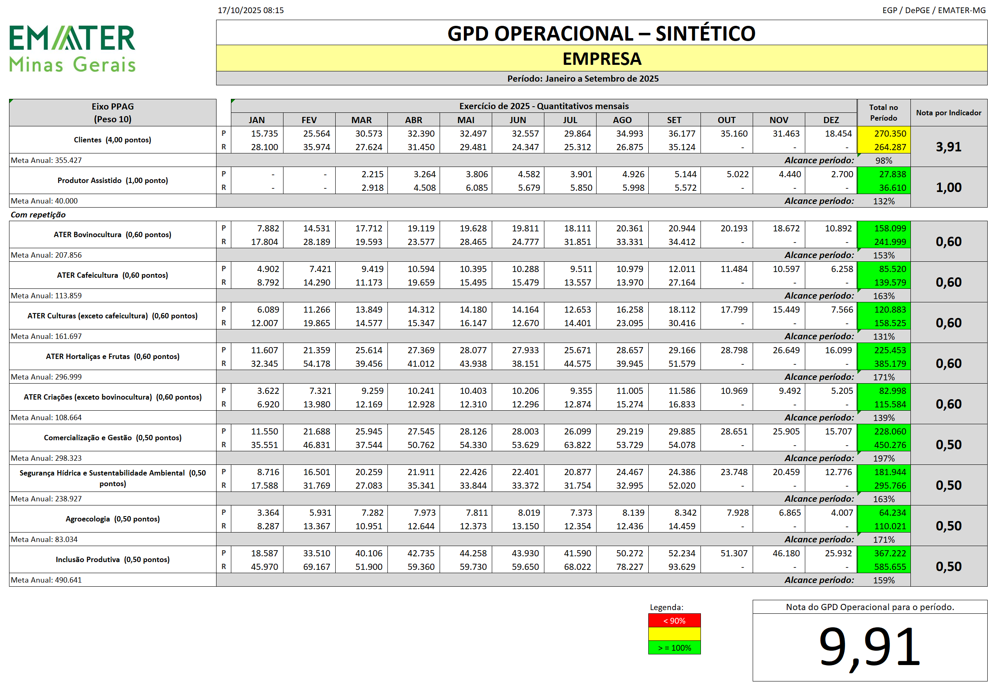 17/10/2025 08:15 EGP / DePGE / EMATER-MG
EMATER
Minas Gerais
GPD OPERACIONAL – SINTÉTICO
EMPRESA
Período: Janeiro a Setembro de 2025
Eixo PPAG
(Peso 10)
Exercício de 2025 - Quantitativos mensais
Total no
Período
Nota por Indicador
JAN FEV MAR ABR MAI JUN JUL AGO SET OUT NOV DEZ
Clientes (4,00 pontos)
P 15.735 25.564 30.573 32.390 32.497 32.557 29.864 34.993 36.177 35.160 31.463 18.454 270.350
R 28.100 35.974 27.624 31.450 29.481 24.347 25.312 26.875 35.124 - - - 264.287
3,91
Meta Anual: 355.427 Alcance período: 98%
Produtor Assistido (1,00 ponto)
P - - 2.215 3.264 3.806 4.582 3.901 4.926 5.144 5.022 4.440 2.700 27.838
R - - 2.918 4.508 6.085 5.679 5.850 5.998 5.572 - - - 36.610
1,00
Meta Anual: 40.000 Alcance período: 132%
Com repetição
ATER Bovinocultura (0,60 pontos)
P 7.882 14.531 17.712 19.119 19.628 19.811 18.111 20.361 20.944 20.193 18.672 10.892 158.099
R 17.804 28.189 19.593 23.577 28.465 24.777 31.851 33.331 34.412 - - - 241.999
0,60
Meta Anual: 207.856 Alcance período: 153%
ATER Cafeicultura (0,60 pontos)
P 4.902 7.421 9.419 10.594 10.395 10.288 9.511 10.979 12.011 11.484 10.597 6.258 85.520
R 8.792 14.290 11.173 19.659 15.495 15.479 13.557 13.970 27.164 - - - 139.579
0,60
Meta Anual: 113.859 Alcance período: 163%
ATER Culturas (exceto cafeicultura) (0,60 pontos)
P 6.089 11.266 13.849 14.312 14.180 14.164 12.653 16.258 18.112 17.799 15.449 7.566 120.883
R 12.007 19.865 14.577 15.347 16.147 12.670 14.401 23.095 30.416 - - - 158.525
0,60
Meta Anual: 161.697 Alcance período: 131%
ATER Hortaliças e Frutas (0,60 pontos)
P 11.607 21.359 25.614 27.369 28.077 27.933 25.671 28.657 29.166 28.798 26.649 16.099 225.453
R 32.345 54.178 39.456 41.012 43.938 38.151 44.575 39.945 51.579 - - - 385.179
0,60
Meta Anual: 296.999 Alcance período: 171%
ATER Criações (exceto bovinocultura) (0,60 pontos)
P 3.622 7.321 9.259 10.241 10.403 10.206 9.355 11.005 11.586 10.969 9.492 5.205 82.998
R 6.920 13.980 12.169 12.928 12.310 12.296 12.874 15.274 16.833 - - - 115.584
0,60
Meta Anual: 108.664 Alcance período: 139%
Comercialização e Gestão (0,50 pontos)
P 11.550 21.688 25.945 27.545 28.126 28.003 26.099 29.219 29.885 28.651 25.905 15.707 228.060
R 35.551 46.831 37.544 50.762 54.330 53.629 63.822 53.729 54.078 - - - 450.276
0,50
Meta Anual: 298.323 Alcance período: 197%
Segurança Hídrica e Sustentabilidade Ambiental (0,50
pontos)
P 8.716 16.501 20.259 21.911 22.426 22.401 20.877 24.467 24.386 23.748 20.459 12.776 181.944
R 17.588 31.769 27.083 35.341 33.844 33.372 31.754 32.995 52.020 - - - 295.766
0,50
Meta Anual: 238.927 Alcance período: 163%
Agroecologia (0,50 pontos)
P 3.364 5.931 7.282 7.973 7.811 8.019 7.373 8.139 8.342 7.928 6.865 4.007 64.234
R 8.287 13.367 10.951 12.644 12.373 13.150 12.354 12.436 14.459 - - - 110.021
0,50
Meta Anual: 83.034 Alcance período: 171%
Inclusão Produtiva (0,50 pontos)
P 18.587 33.510 40.106 42.735 44.258 43.930 41.590 50.272 52.234 51.307 46.180 25.932 367.222
R 45.970 69.167 51.900 59.360 59.730 59.650 68.022 78.227 93.629 - - - 585.655
0,50
Meta Anual: 490.641 Alcance período: 159%
Legenda:
< 90%
> = 100%
Nota do GPD Operacional para o período.
9,91